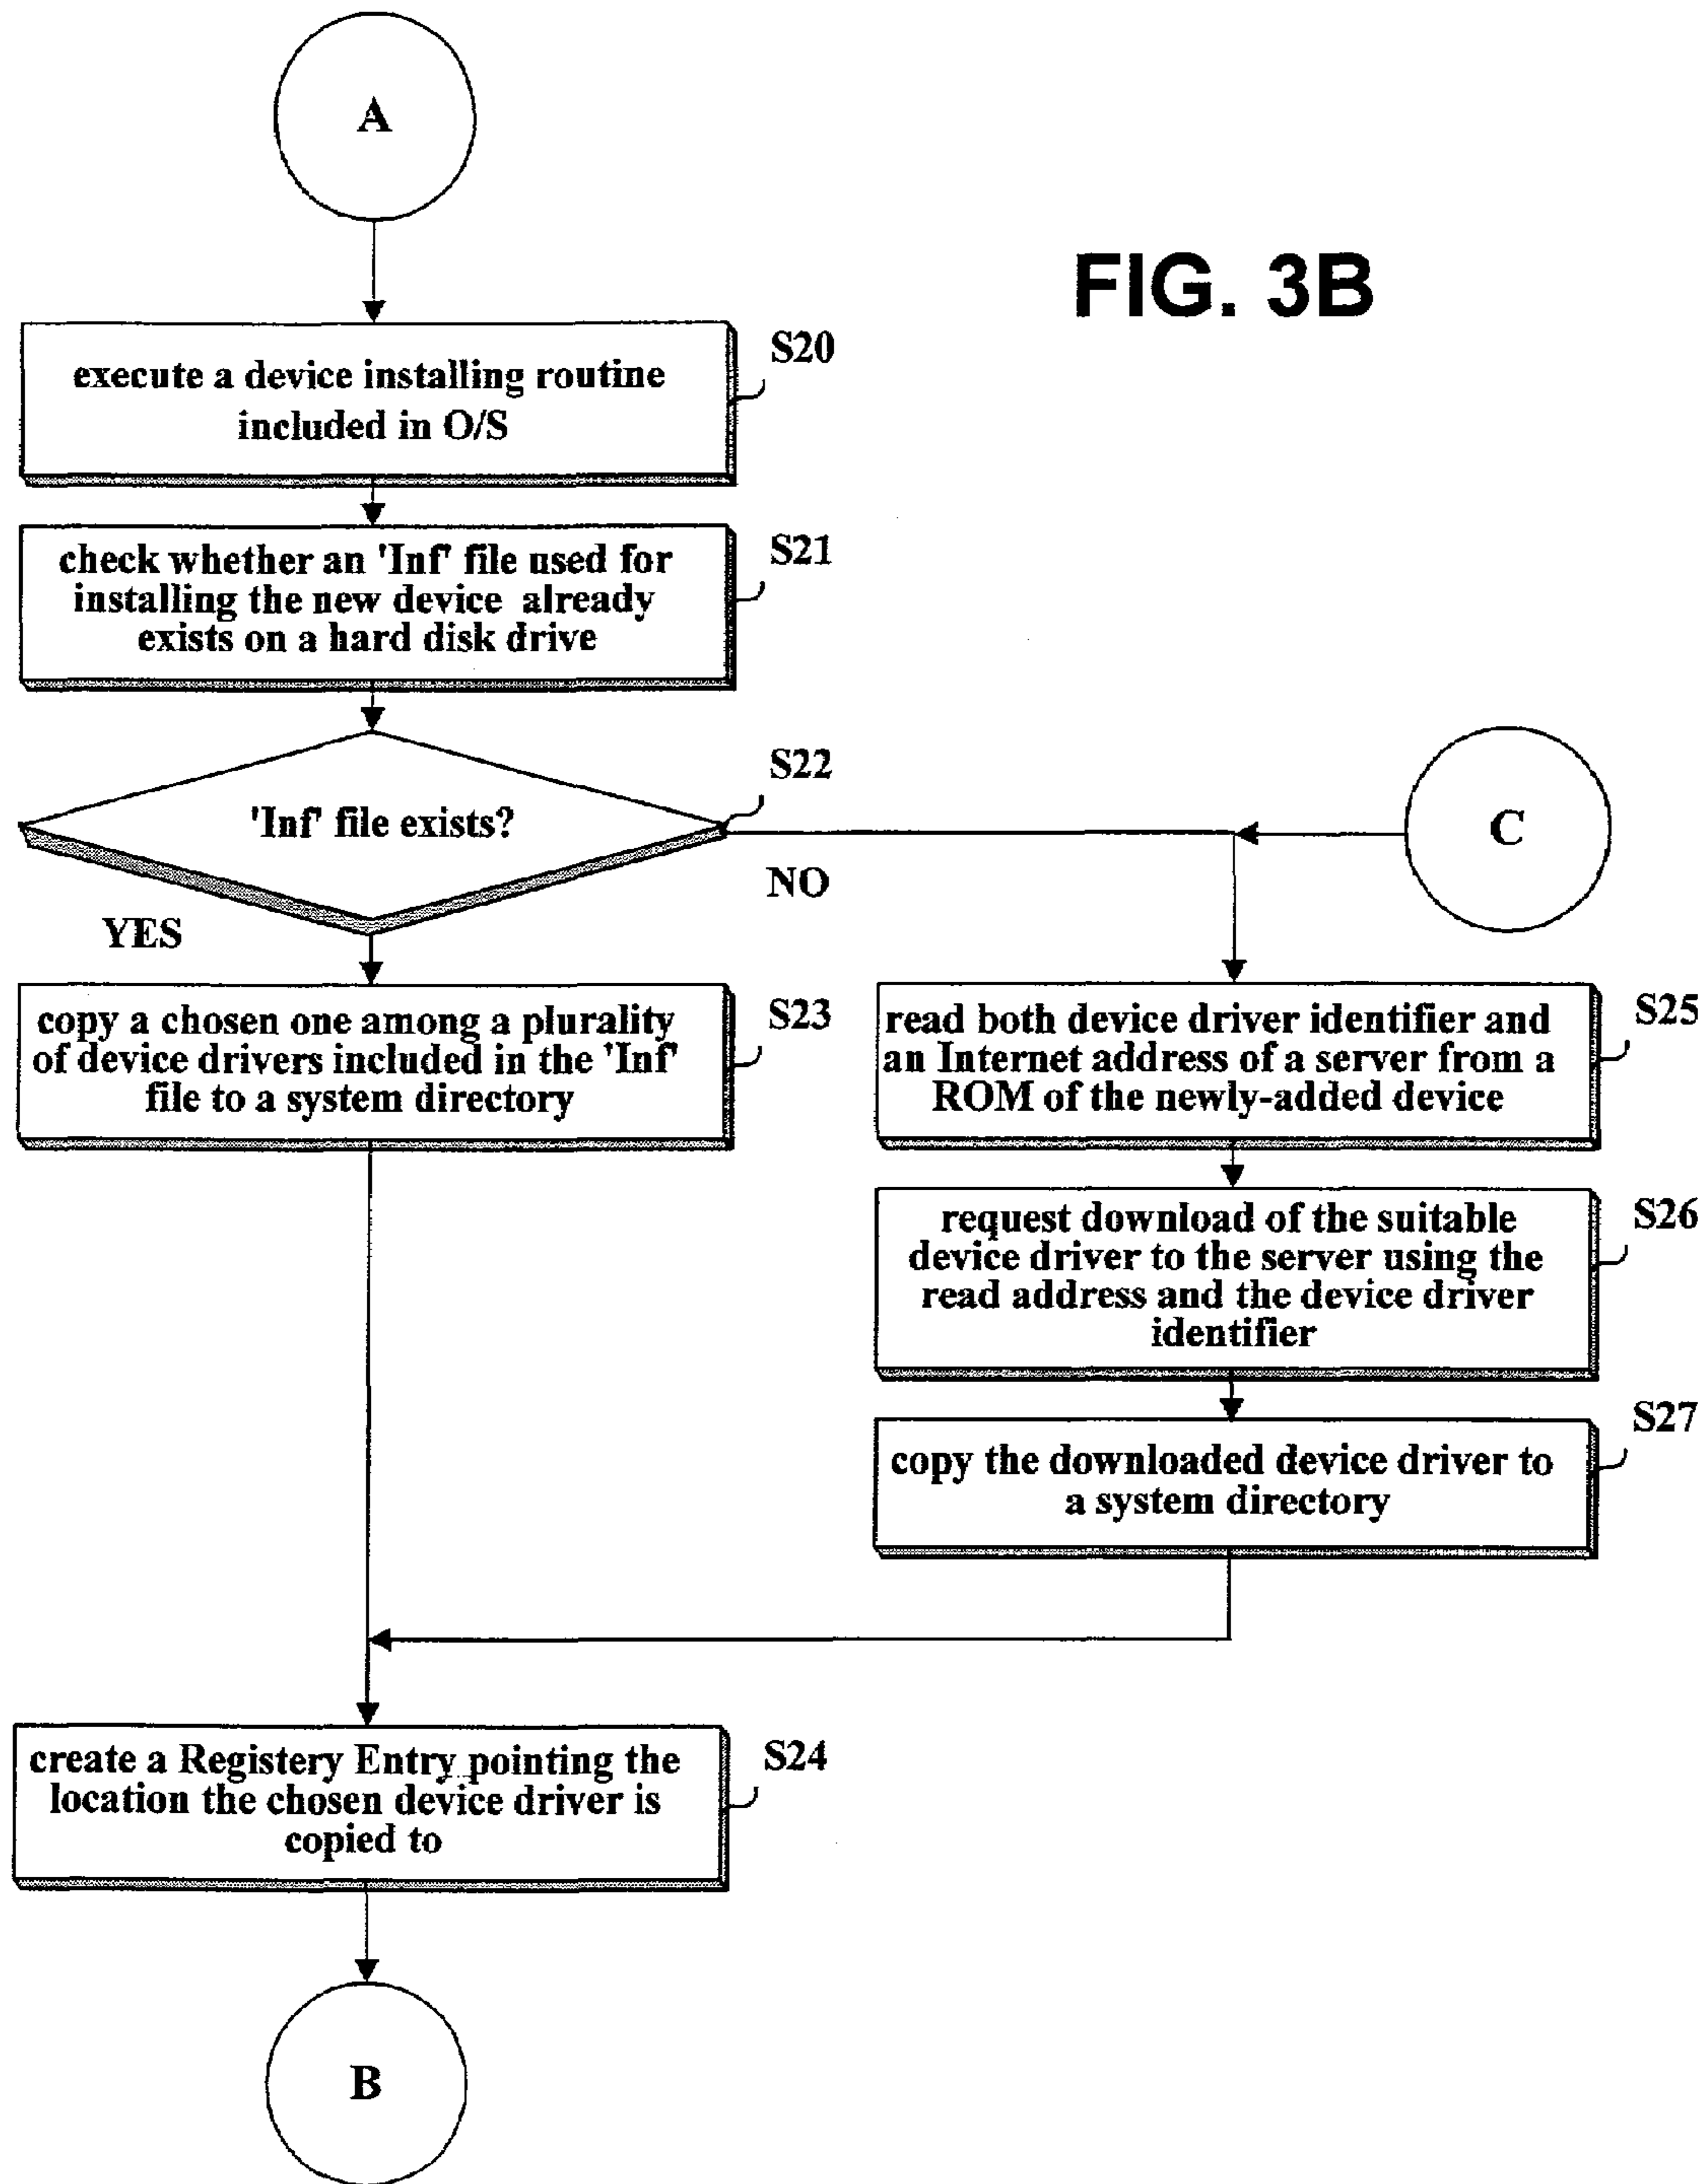 A
FIG. 3B
S20
execute a device installing routine
included in O/S
S21
check whether an 'Inf' file used for
installing the new device already
exists on a hard disk drive
S22
'Inf' file exists?
C
NO
YES
S23
copy a chosen one among a plurality
of device drivers included in the 'Inf'
file to a system directory
S25
read both device driver identifier and
an Internet address of a server from a
ROM of the newly-added device
S26
request download of the suitable
device driver to the server using the
read address and the device driver
identifier
S27
copy the downloaded device driver to
a system directory
S24
create a Registery Entry pointing the
location the chosen device driver is
copied to
B